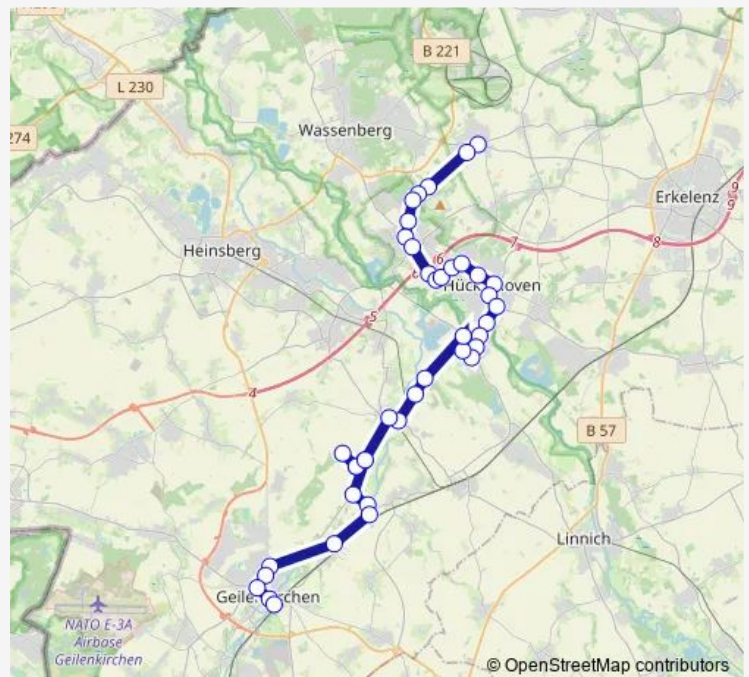 B 221
L 230
274
Wassenberg
Erkelenz
9
9
Heinsberg
7
8
6
Hückelhoven
5
4
B 57
Linnich
Geilenkirchen
NATO E-3A
Airbase
Geilenkirchen
© OpenStreetMap contributors